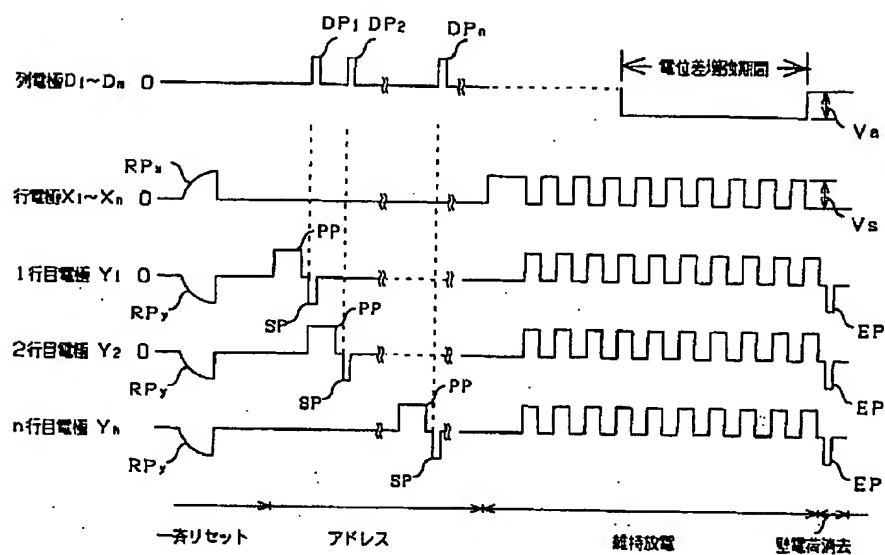 DP1 DP2 DPn
列電極D1~Dm 0
電位差増強期間
Va
RPx
行電極X1~Xn 0
Vs
PP
1行目電極 Y1 0
RPy
SP
PP
EP
2行目電極 Y2 0
RPy
SP
PP
EP
n行目電極 Yn
RPy
SP
EP
一斉リセット アドレス 維持放電 壁電荷消去